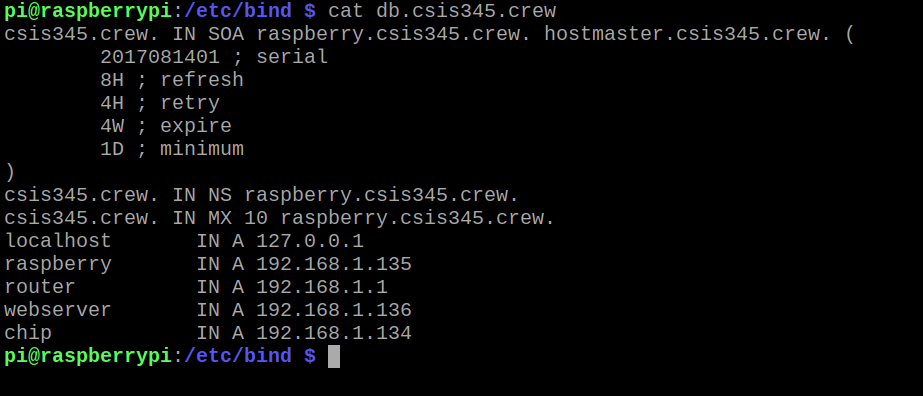 pi@raspberrypi:/etc/bind $ cat db.csis345.crew
csis345.crew. IN SOA raspberry.csis345.crew. hostmaster.csis345.crew. (
        2017081401 ; serial
        8H ; refresh
        4H ; retry
        4W ; expire
        1D ; minimum
)
csis345.crew. IN NS raspberry.csis345.crew.
csis345.crew. IN MX 10 raspberry.csis345.crew.
localhost       IN A 127.0.0.1
raspberry       IN A 192.168.1.135
router          IN A 192.168.1.1
webserver       IN A 192.168.1.136
chip            IN A 192.168.1.134
pi@raspberrypi:/etc/bind $